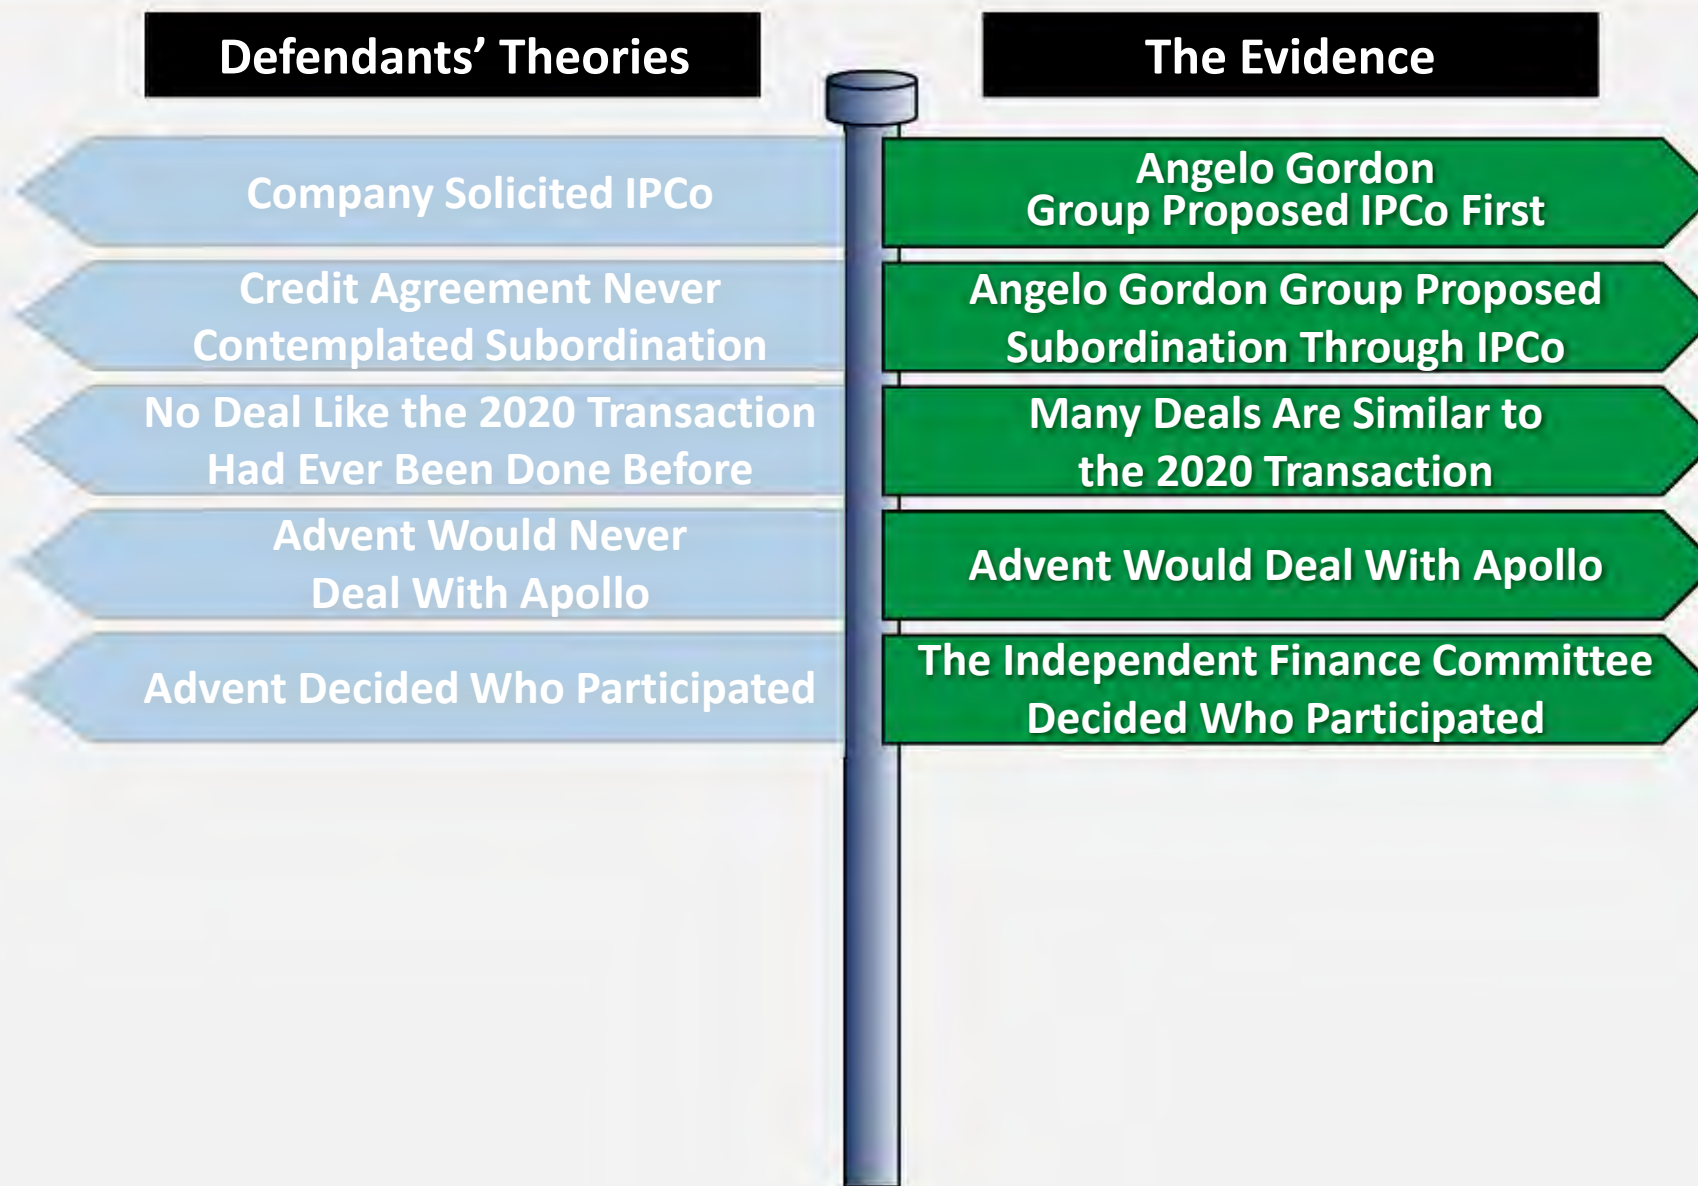 Defendants’ Theories
The Evidence
Company Solicited IPCo
Angelo Gordon
Group Proposed IPCo First
Credit Agreement Never
Contemplated Subordination
Angelo Gordon Group Proposed
Subordination Through IPCo
No Deal Like the 2020 Transaction
Had Ever Been Done Before
Many Deals Are Similar to
the 2020 Transaction
Advent Would Never
Deal With Apollo
Advent Would Deal With Apollo
Advent Decided Who Participated
The Independent Finance Committee
Decided Who Participated